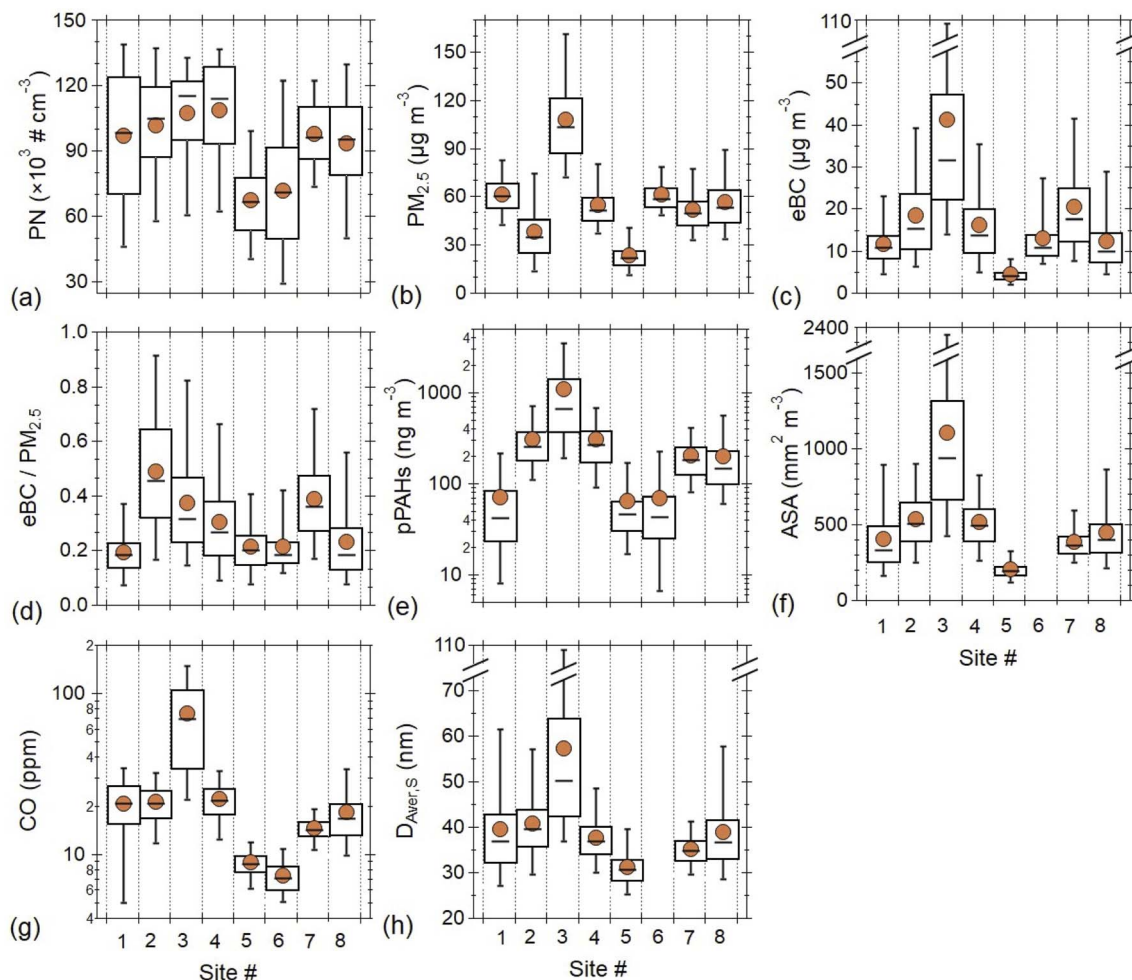 150
120
90
60
30
PN (×10³ # cm⁻³)
(a)
160
120
90
60
30
0
PM₂.₅ (µg m⁻³)
(b)
110
50
40
30
20
10
0
eBC (µg m⁻³)
(c)
1.0
0.8
0.6
0.4
0.2
0.0
eBC / PM₂.₅
(d)
4
2
1000
4
2
100
4
2
10
pPAHs (ng m⁻³)
(e)
2400
1500
1000
500
0
ASA (mm² m⁻³)
(f)
1 2 3 4 5 6 7 8
Site #
2
100
8
6
4
2
10
8
6
4
CO (ppm)
(g)
1 2 3 4 5 6 7 8
Site #
110
70
60
50
40
30
20
D_Aver,S (nm)
(h)
1 2 3 4 5 6 7 8
Site #